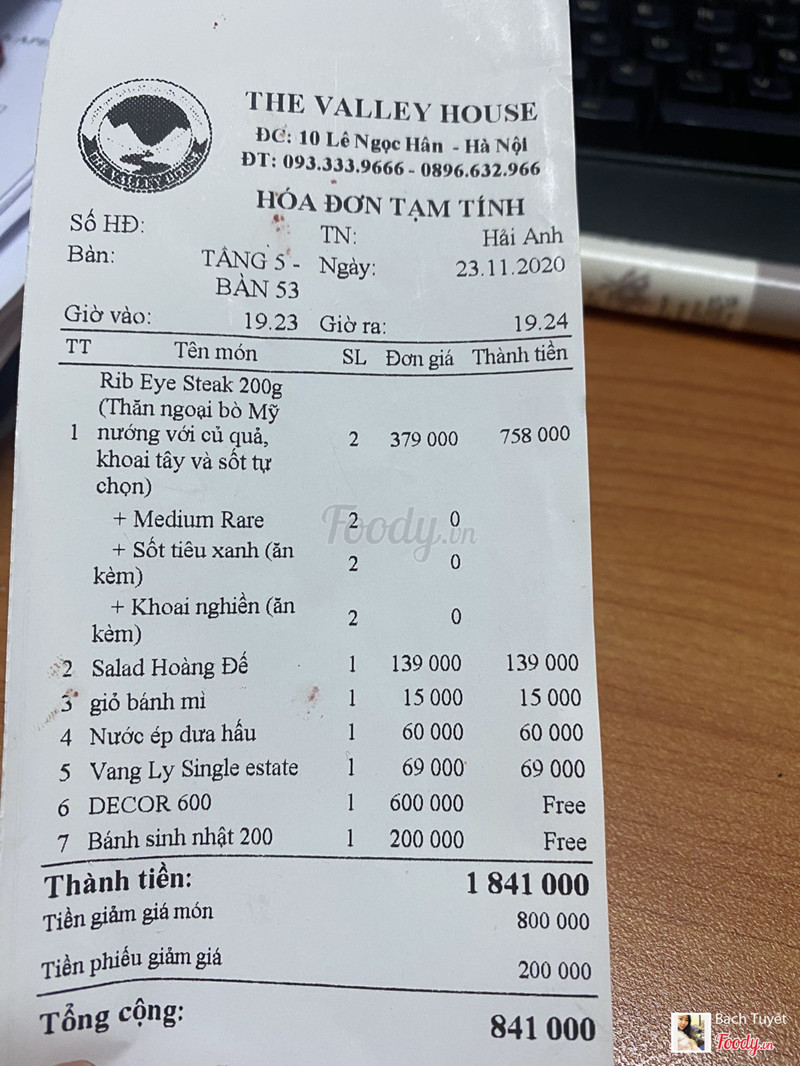 THE VALLEY HOUSE
ĐC: 10 Lê Ngọc Hân - Hà Nội
ĐT: 093.333.9666 - 0896.632.966
THE VALLEY HOUSE
HÓA ĐƠN TẠM TÍNH
Số HĐ: TN: Hải Anh
Bàn: TẦNG 5 - Ngày: 23.11.2020
BÀN 53
Giờ vào: 19.23 Giờ ra: 19.24
TT Tên món SL Đơn giá Thành tiền
Rib Eye Steak 200g
(Thăn ngoại bò Mỹ
1 nướng với củ quả, 2 379 000 758 000
khoai tây và sốt tự
chọn)
+ Medium Rare 2 0
+ Sốt tiêu xanh (ăn
kèm) 2 0
+ Khoai nghiền (ăn
kèm) 2 0
2 Salad Hoàng Đế 1 139 000 139 000
3 giỏ bánh mì 1 15 000 15 000
4 Nước ép dưa hấu 1 60 000 60 000
5 Vang Ly Single estate 1 69 000 69 000
6 DECOR 600 1 600 000 Free
7 Bánh sinh nhật 200 1 200 000 Free
Thành tiền: 1 841 000
Tiền giảm giá món 800 000
Tiền phiếu giảm giá 200 000
Tổng cộng: 841 000
Foody.vn
Bạch Tuyết
Foody.vn